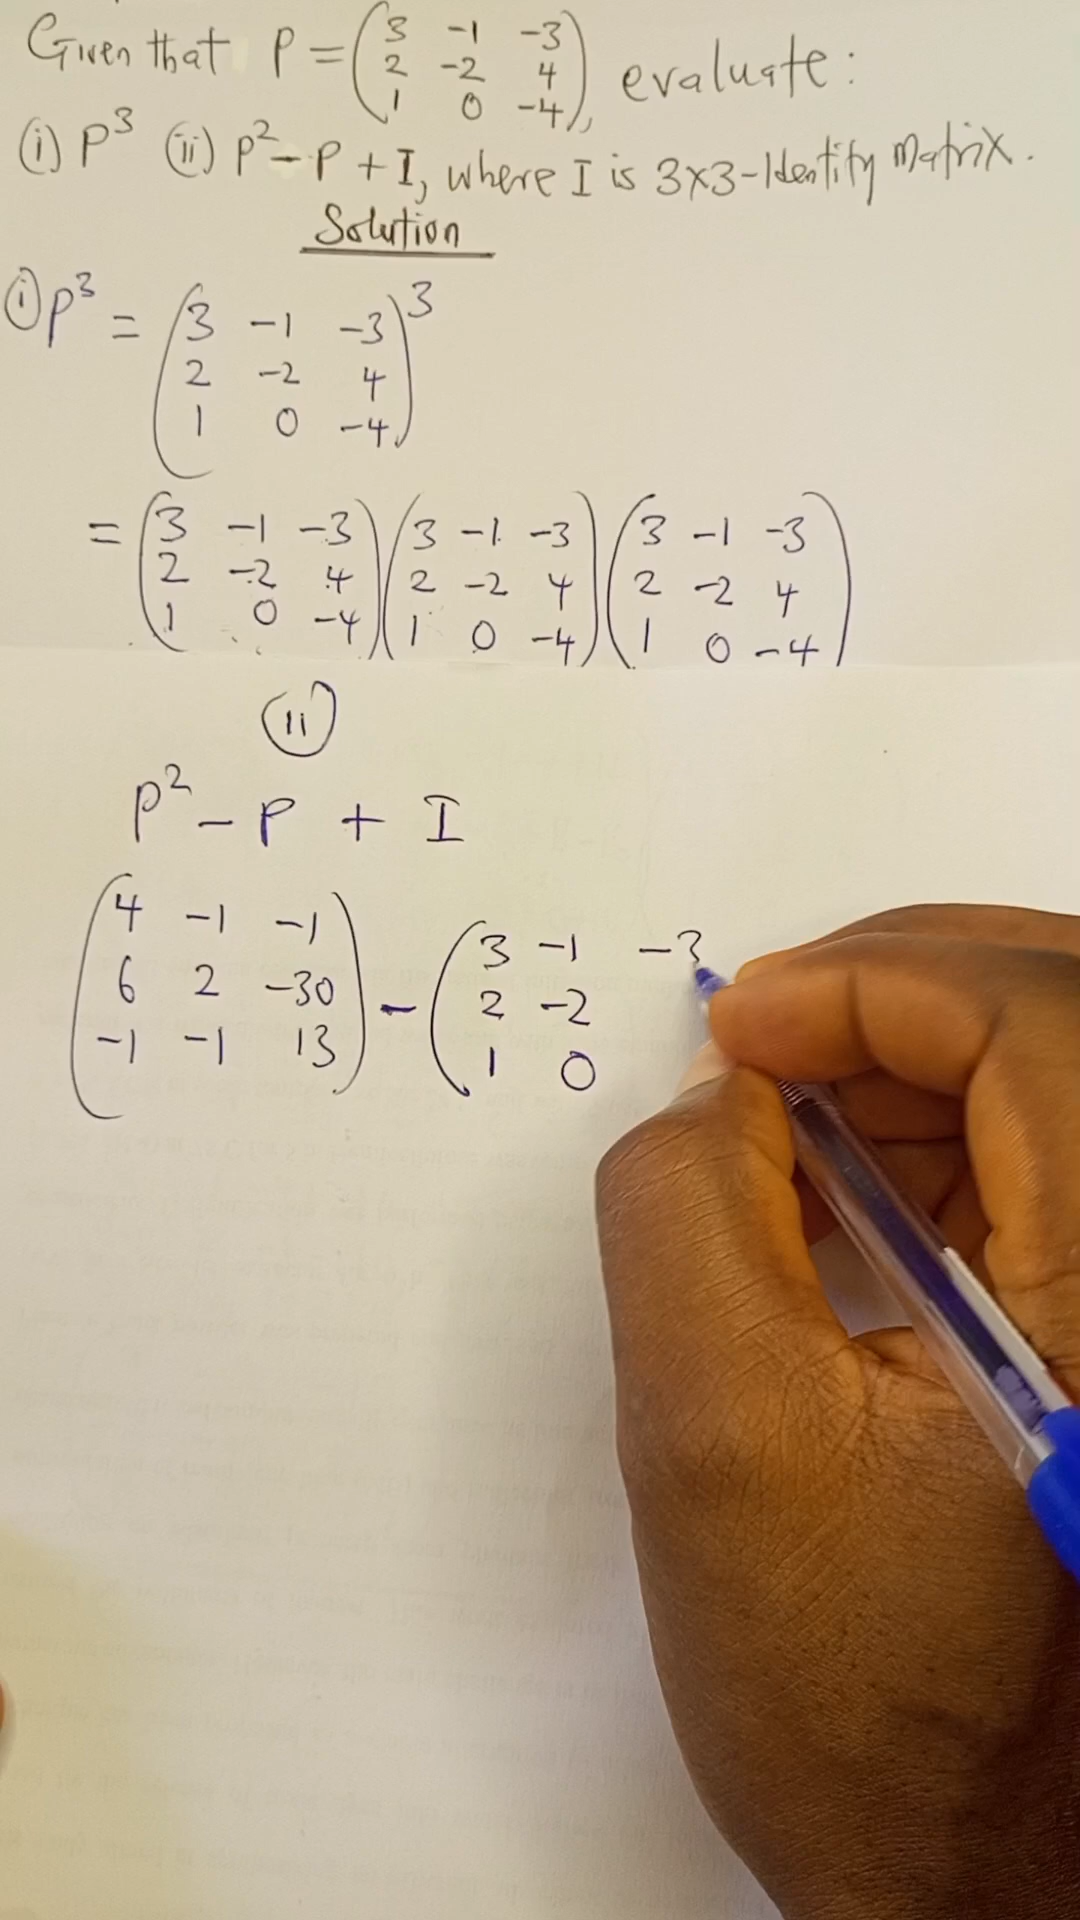 Given that P = (3 -1 -3
2 -2 4
1 0 -4), evaluate:
(i) P³ (ii) P² - P + I, where I is 3x3-Identity Matrix.
Solution
(i) P³ = (3 -1 -3
2 -2 4
1 0 -4)³
= (3 -1 -3) (3 -1 -3) (3 -1 -3)
(2 -2 4) (2 -2 4) (2 -2 4)
(1 0 -4) (1 0 -4) (1 0 -4)
(ii)
P² - P + I
(4 -1 -1) - (3 -1 -3
(6 2 -30) (2 -2
(-1 -1 13) (1 0